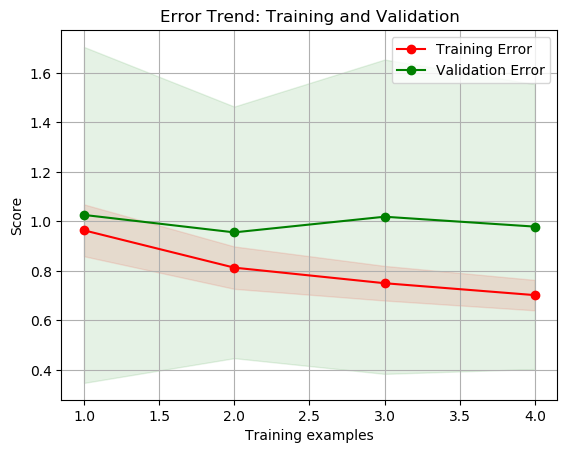 Error Trend: Training and Validation
Training Error
Validation Error
Score
1.6
1.4
1.2
1.0
0.8
0.6
0.4
1.0
1.5
2.0
2.5
3.0
3.5
4.0
Training examples